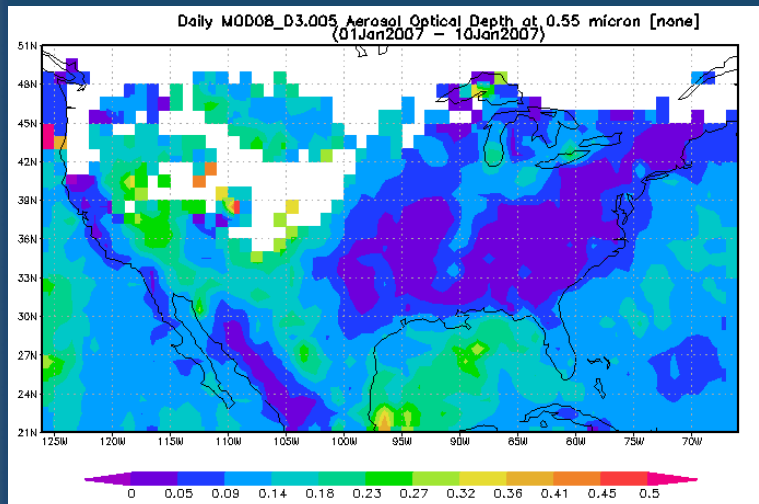 Daily MOD08_D3.005 Aerosol Optical Depth at 0.55 micron [none]
(01Jan2007 - 10Jan2007)
51N
48N
45N
42N
39N
36N
33N
30N
27N
24N
21N
125W 120W 115W 110W 105W 100W 95W 90W 85W 80W 75W 70W
0 0.05 0.09 0.14 0.18 0.23 0.27 0.32 0.36 0.41 0.45 0.5